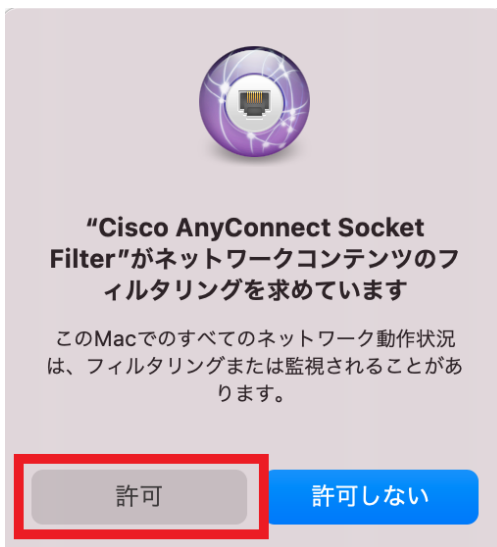 “Cisco AnyConnect Socket
Filter”がネットワークコンテンツのフ
ィルタリングを求めています
このMacでのすべてのネットワーク動作状況
は、フィルタリングまたは監視されることがあ
ります。
許可
許可しない